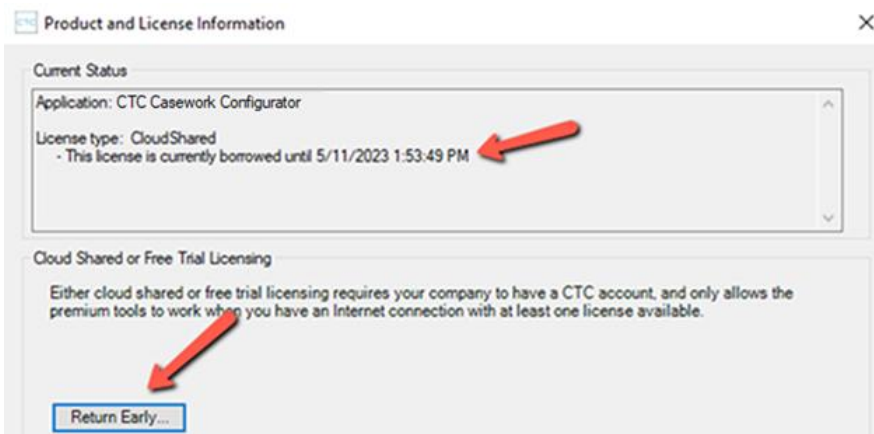 CTC Product and License Information
Current Status
Application: CTC Casework Configurator
License type: CloudShared
- This license is currently borrowed until 5/11/2023 1:53:49 PM
Cloud Shared or Free Trial Licensing
Either cloud shared or free trial licensing requires your company to have a CTC account, and only allows the
premium tools to work when you have an Internet connection with at least one license available.
Return Early...